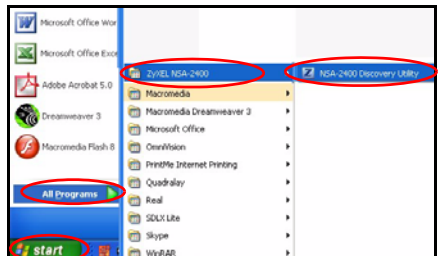 Microsoft Office Wor
Microsoft Office Exce
Adobe Acrobat 5.0
Dreamweaver 3
Macromedia Flash 8
All Programs
start
ZyXEL NSA-2400
Macromedia
Macromedia Dreamweaver 3
Microsoft Office
OmniVision
PrintMe Internet Printing
Quadralay
Real
SDLX Lite
Skype
WinRAR
NSA-2400 Discovery Utility